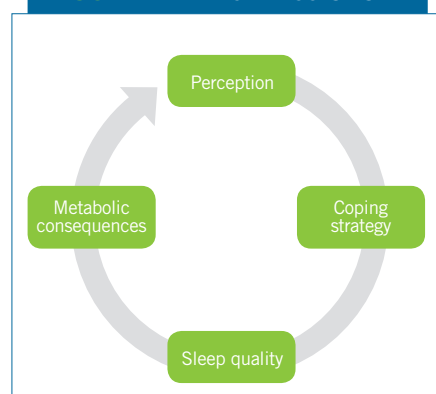 Perception
Coping
strategy
Sleep quality
Metabolic
consequences